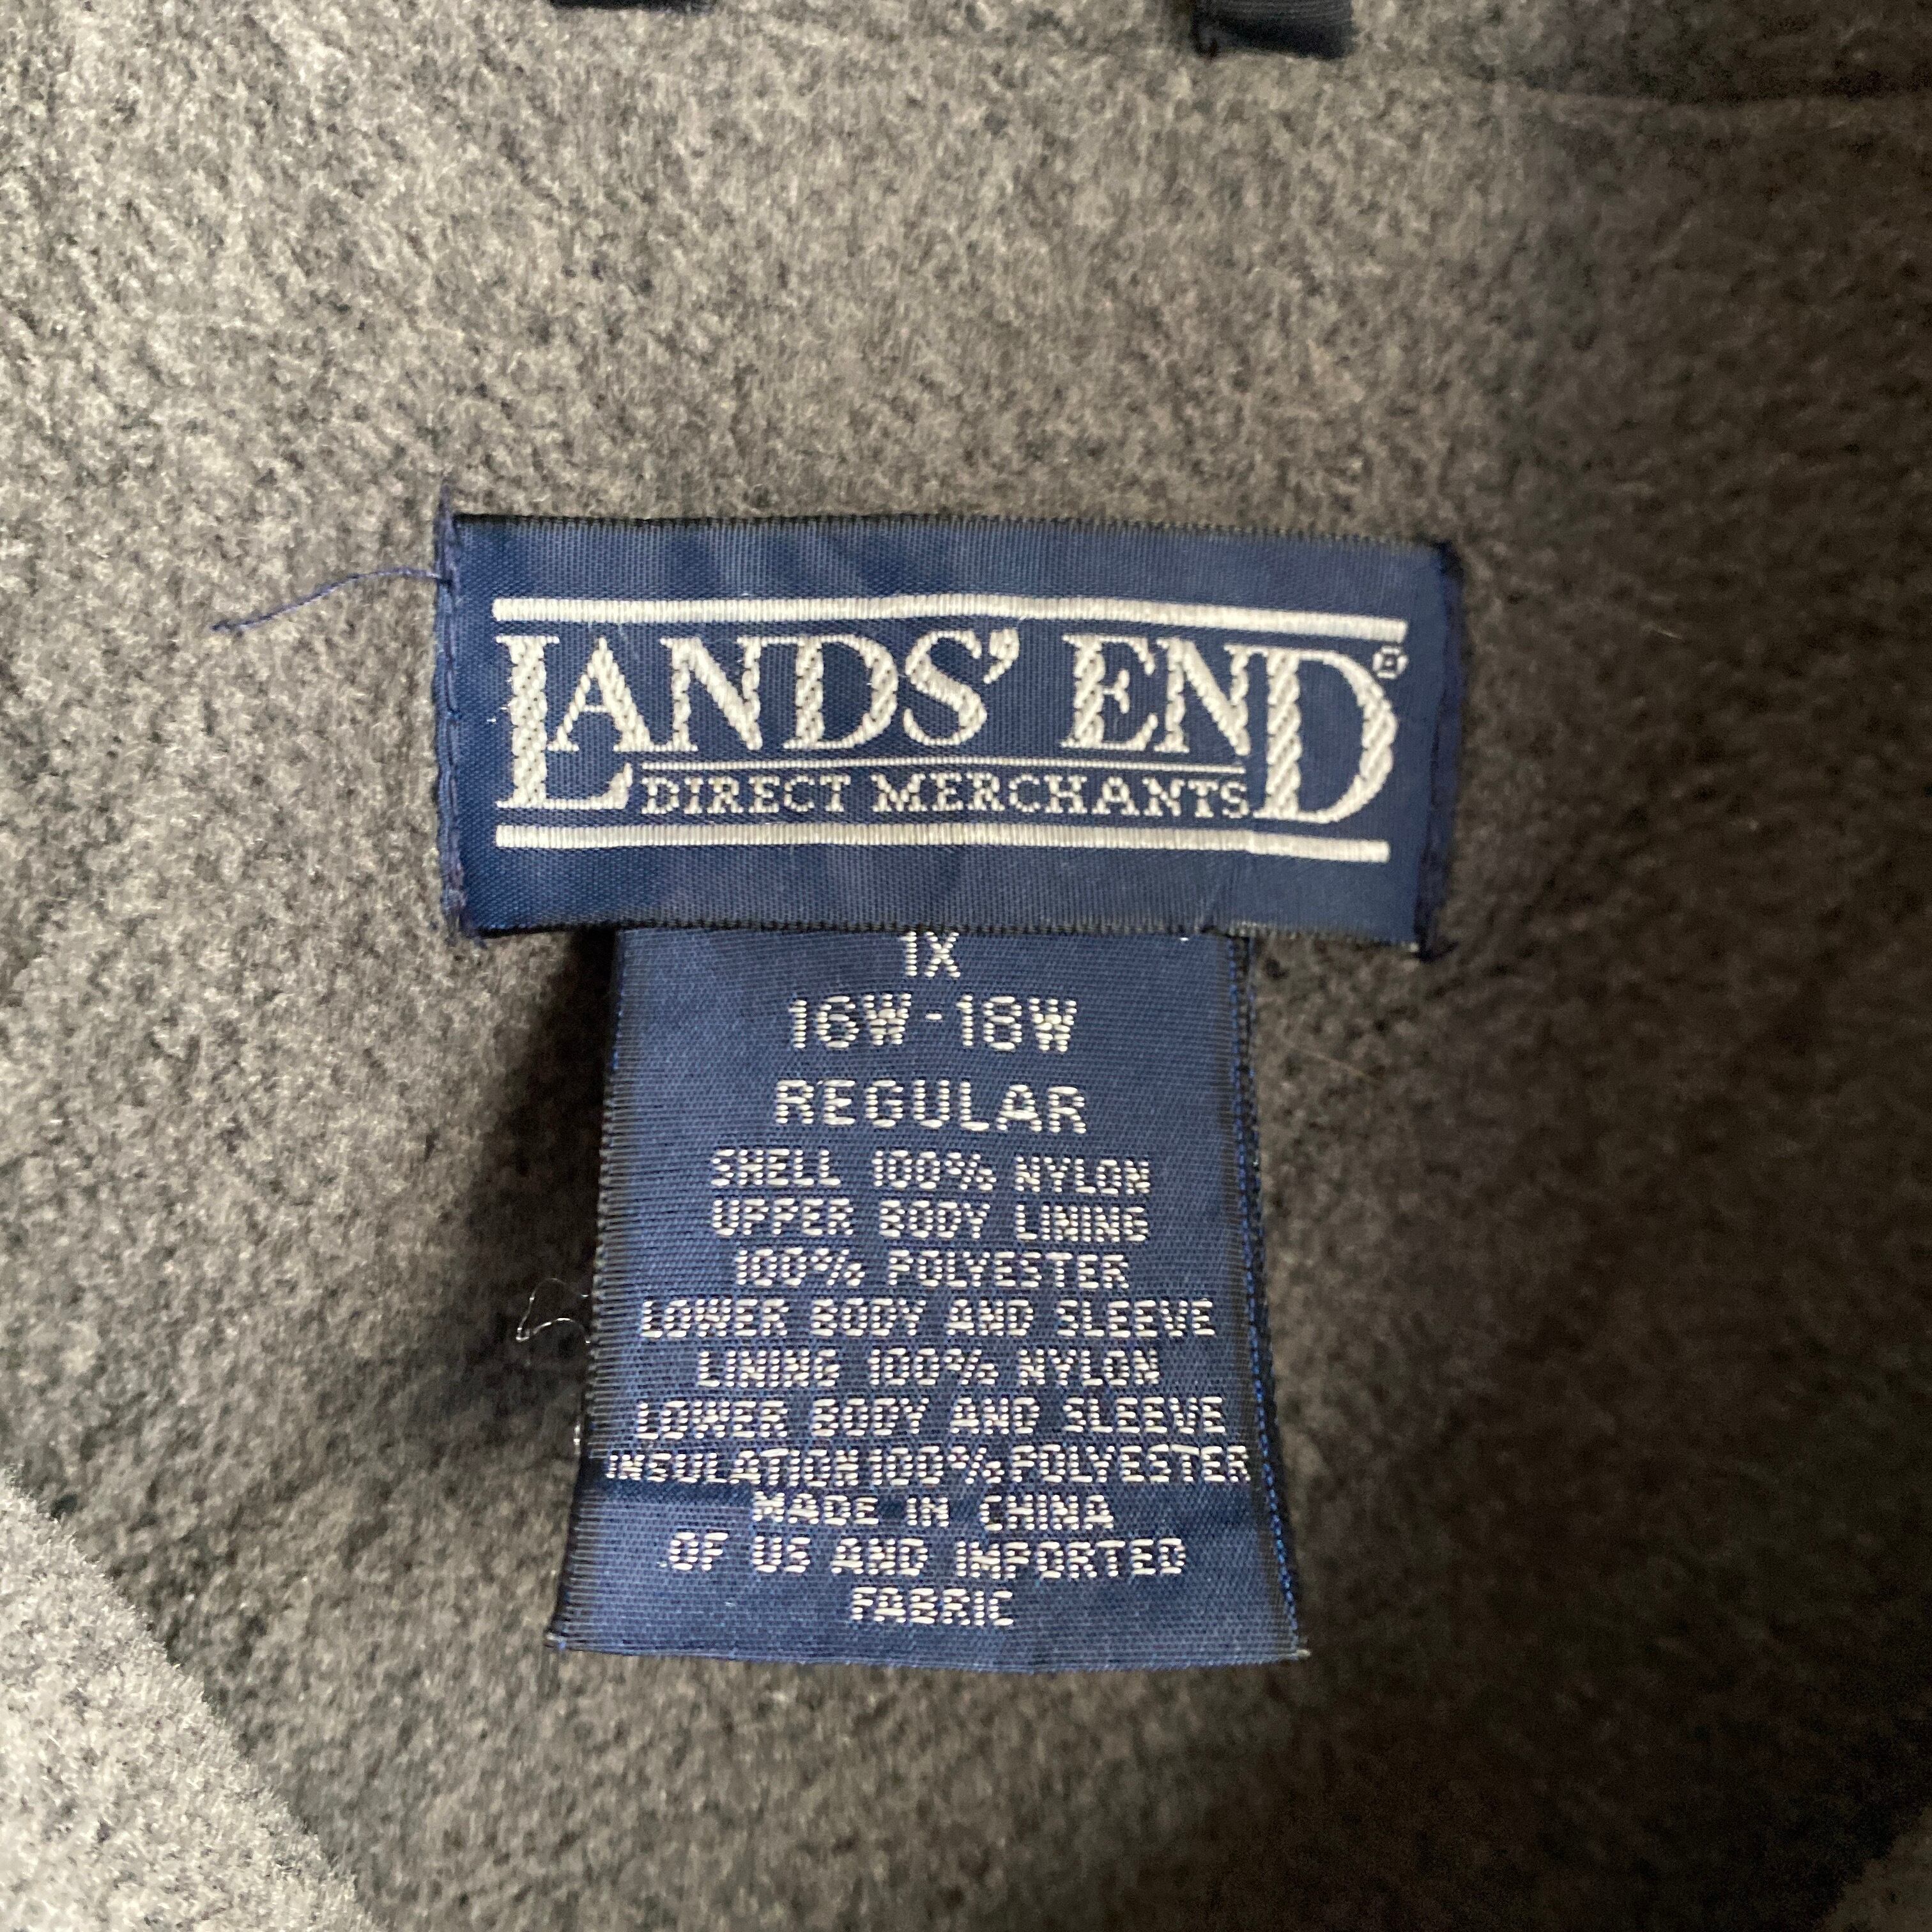 LANDS' END®
DIRECT MERCHANTS
1X
16W-18W
REGULAR
SHELL 100% NYLON
UPPER BODY LINING
100% POLYESTER
LOWER BODY AND SLEEVE
LINING 100% NYLON
LOWER BODY AND SLEEVE
INSULATION 100% POLYESTER
MADE IN CHINA
OF US AND IMPORTED
FABRIC